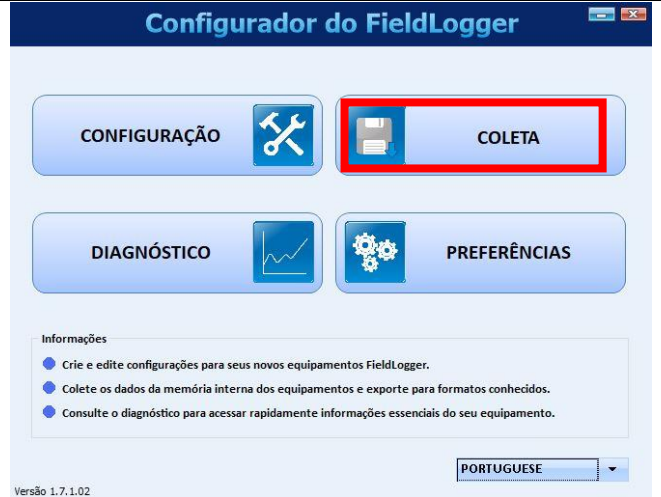 Configurador do FieldLogger
CONFIGURAÇÃO
COLETA
DIAGNÓSTICO
PREFERÊNCIAS
Informações
Crie e edite configurações para seus novos equipamentos FieldLogger.
Colete os dados da memória interna dos equipamentos e exporte para formatos conhecidos.
Consulte o diagnóstico para acessar rapidamente informações essenciais do seu equipamento.
PORTUGUESE
Versão 1.7.1.02